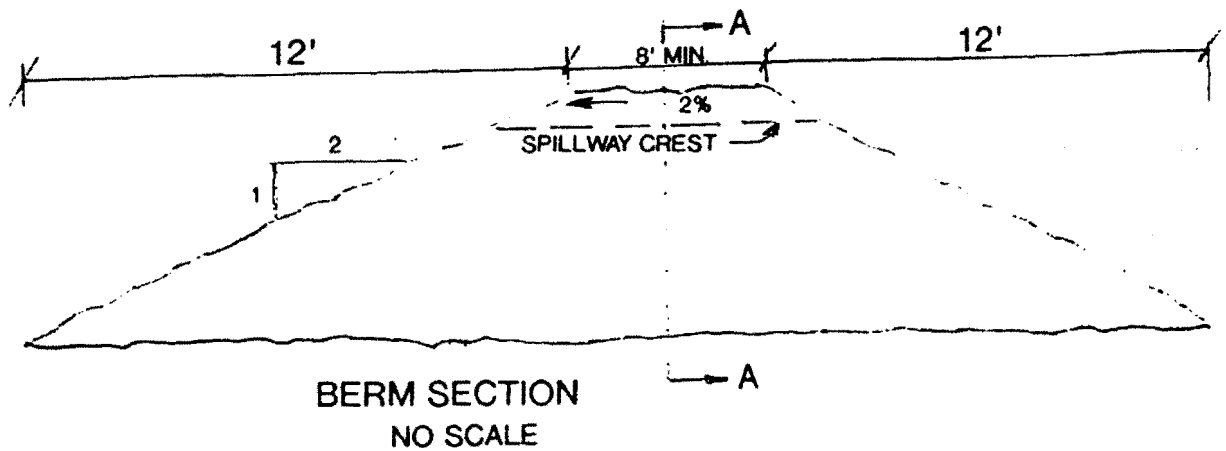 A
12'
8' MIN.
12'
2%
SPILLWAY CREST
2
1
A
BERM SECTION
NO SCALE